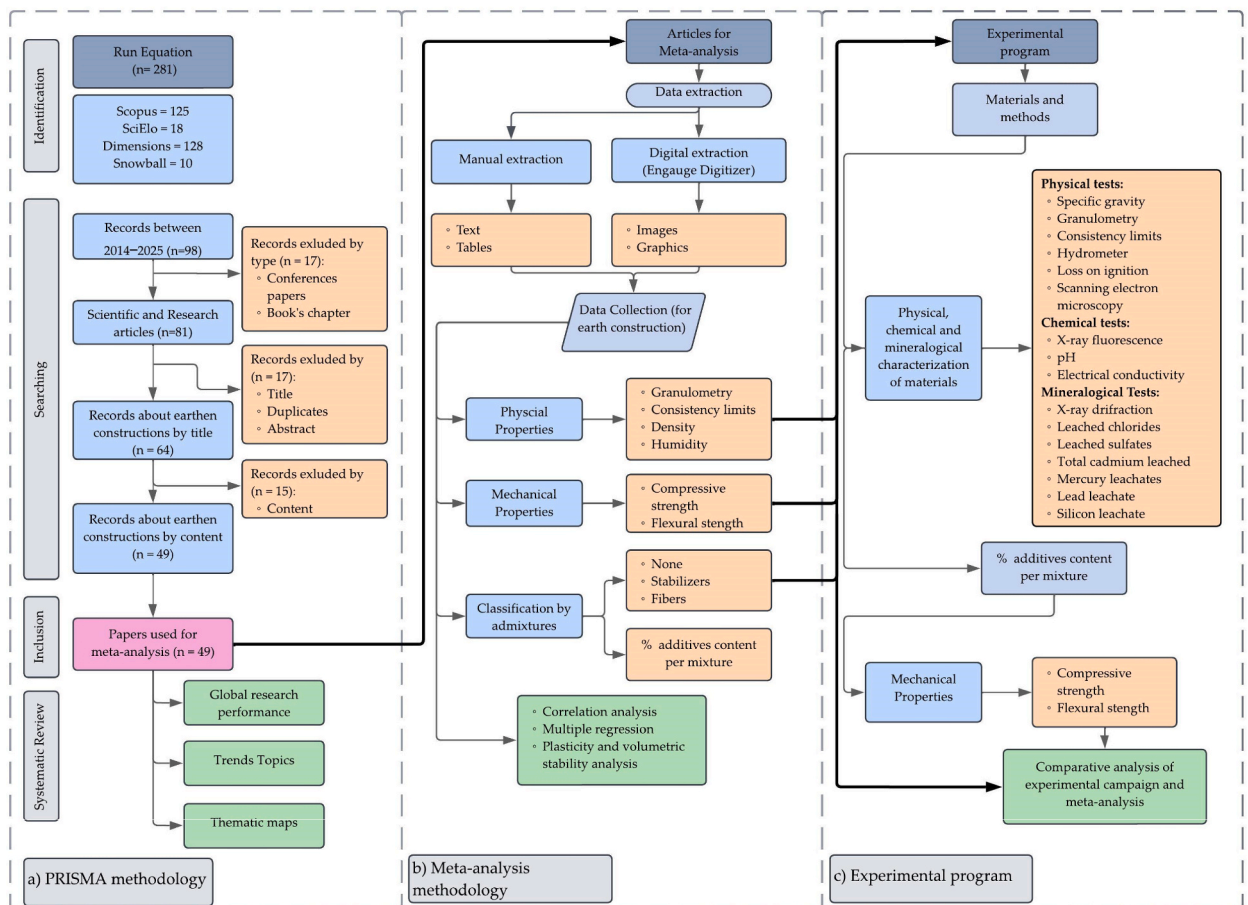 Identification
Run Equation
(n= 281)
Scopus = 125
SciElo = 18
Dimensions = 128
Snowball = 10
Searching
Records between
2014–2025 (n=98)
Records exluded by
type (n = 17):
◦ Conferences
papers
◦ Book's chapter
Scientific and Research
articles (n=81)
Records exluded by
(n = 17):
◦ Title
◦ Duplicates
◦ Abstract
Records about earthen
constructions by title
(n = 64)
Records exluded by
(n = 15):
◦ Content
Records about earthen
constructions by content
(n = 49)
Inclusion
Papers used for
meta-analysis (n = 49)
Systematic Review
Global research
performance
Trends Topics
Thematic maps
a) PRISMA methodology
Articles for
Meta-analysis
Data extraction
Manual extraction
Digital extraction
(Engauge Digitizer)
◦ Text
◦ Tables
◦ Images
◦ Graphics
Data Collection (for
earth construction)
Physcial
Properties
◦ Granulometry
◦ Consistency limits
◦ Density
◦ Humidity
Mechanical
Properties
◦ Compressive
strength
◦ Flexural stength
Classification by
admixtures
◦ None
◦ Stabilizers
◦ Fibers
% additives content
per mixture
◦ Correlation analysis
◦ Multiple regression
◦ Plasticity and volumetric
stability analysis
b) Meta-analysis
methodology
Experimental
program
Materials and
methods
Physical,
chemical and
mineralogical
characterization
of materials
Physical tests:
◦ Specific gravity
◦ Granulometry
◦ Consistency limits
◦ Hydrometer
◦ Loss on ignition
◦ Scanning electron
microscopy
Chemical tests:
◦ X-ray fluorescence
◦ pH
◦ Electrical conductivity
Mineralogical Tests:
◦ X-ray drifraction
◦ Leached chlorides
◦ Leached sulfates
◦ Total cadmium leached
◦ Mercury leachates
◦ Lead leachate
◦ Silicon leachate
% additives content
per mixture
Mechanical
Properties
◦ Compressive
strength
◦ Flexural stength
Comparative analysis of
experimental campaign and
meta-analysis
c) Experimental program